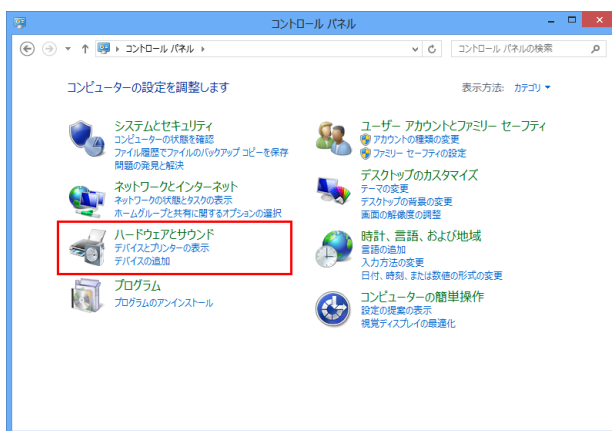 コントロール パネル
コントロール パネル
コントロール パネルの検索
コンピューターの設定を調整します
表示方法: カテゴリ
システムとセキュリティ
コンピューターの状態を確認
ファイル履歴でファイルのバックアップ コピーを保存
問題の発見と解決
ネットワークとインターネット
ネットワークの状態とタスクの表示
ホームグループと共有に関するオプションの選択
ハードウェアとサウンド
デバイスとプリンターの表示
デバイスの追加
プログラム
プログラムのアンインストール
ユーザー アカウントとファミリー セーフティ
アカウントの種類の変更
ファミリー セーフティの設定
デスクトップのカスタマイズ
テーマの変更
デスクトップの背景の変更
画面の解像度の調整
時計、言語、および地域
言語の追加
入力方法の変更
日付、時刻、または数値の形式の変更
コンピューターの簡単操作
設定の提案の表示
視覚ディスプレイの最適化